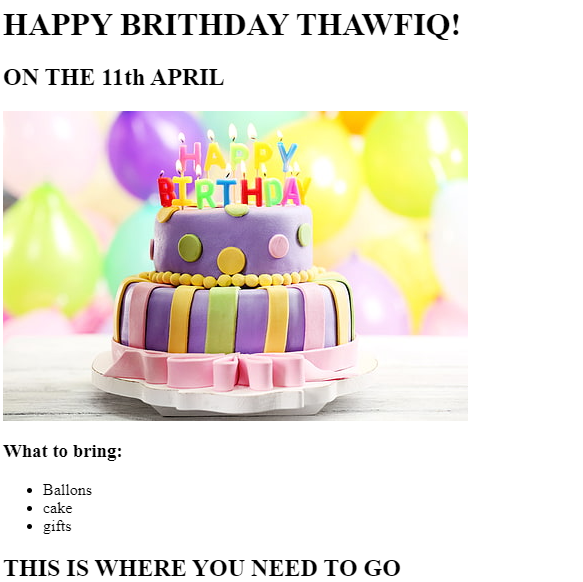 HAPPY BRITHDAY THAWFIQ!
ON THE 11th APRIL
HAPPY
BIRTHDAY
What to bring:
Ballons
cake
gifts
THIS IS WHERE YOU NEED TO GO